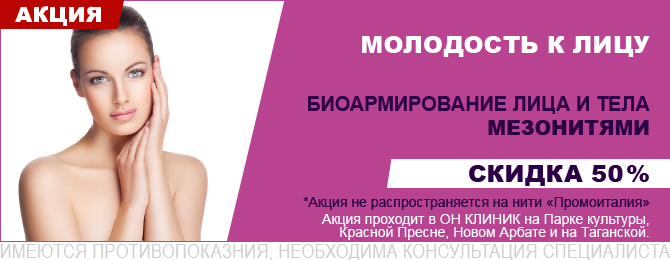 АКЦИЯ
МОЛОДОСТЬ К ЛИЦУ
БИОАРМИРОВАНИЕ ЛИЦА И ТЕЛА
МЕЗОНИТЯМИ
СКИДКА 50%
*Акция не распространяется на нити «Промоиталия»
Акция проходит в ОН КЛИНИК на Парке культуры,
Красной Пресне, Новом Арбате и на Таганской.
ИМЕЮТСЯ ПРОТИВОПОКАЗНИЯ, НЕОБХОДИМА КОНСУЛЬТАЦИЯ СПЕЦИАЛИСТА